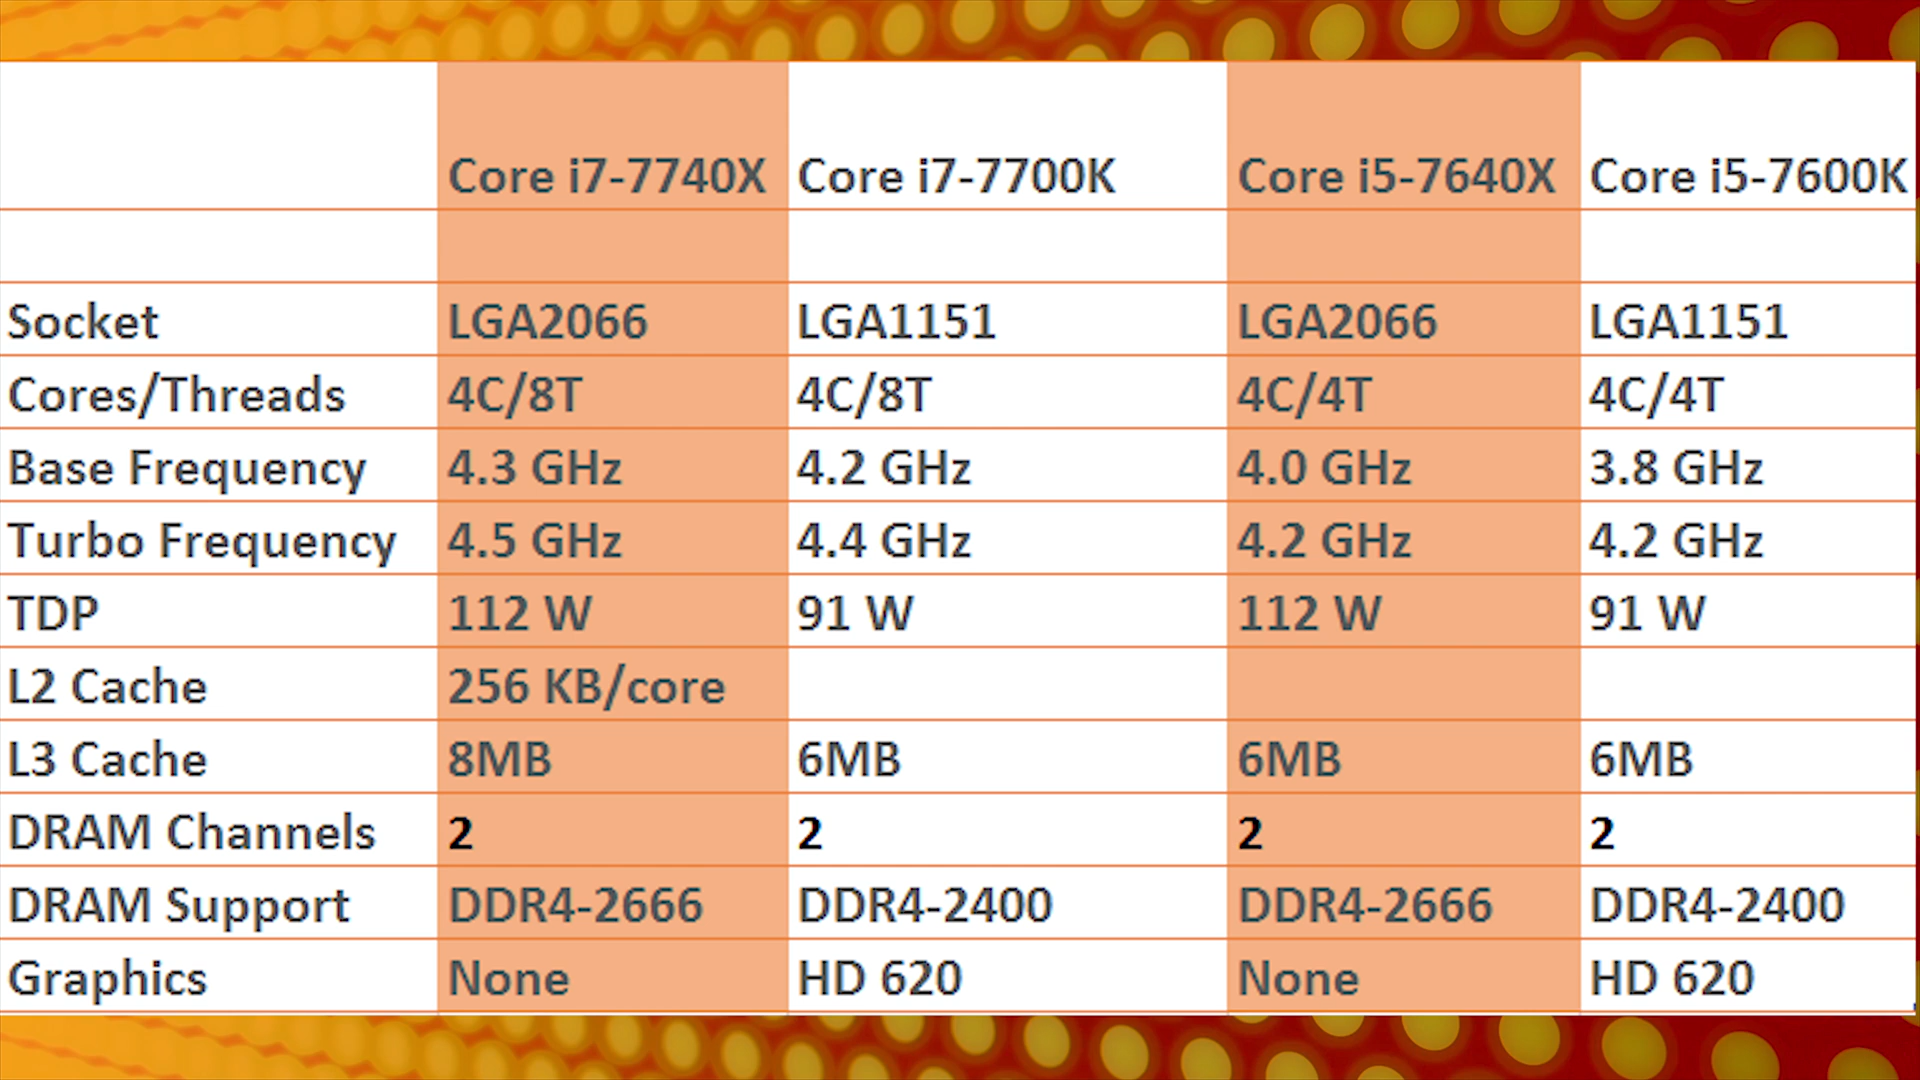 Core i7-7740X Core i7-7700K Core i5-7640X Core i5-7600K
Socket LGA2066 LGA1151 LGA2066 LGA1151
Cores/Threads 4C/8T 4C/8T 4C/4T 4C/4T
Base Frequency 4.3 GHz 4.2 GHz 4.0 GHz 3.8 GHz
Turbo Frequency 4.5 GHz 4.4 GHz 4.2 GHz 4.2 GHz
TDP 112 W 91 W 112 W 91 W
L2 Cache 256 KB/core
L3 Cache 8MB 6MB 6MB 6MB
DRAM Channels 2 2 2 2
DRAM Support DDR4-2666 DDR4-2400 DDR4-2666 DDR4-2400
Graphics None HD 620 None HD 620